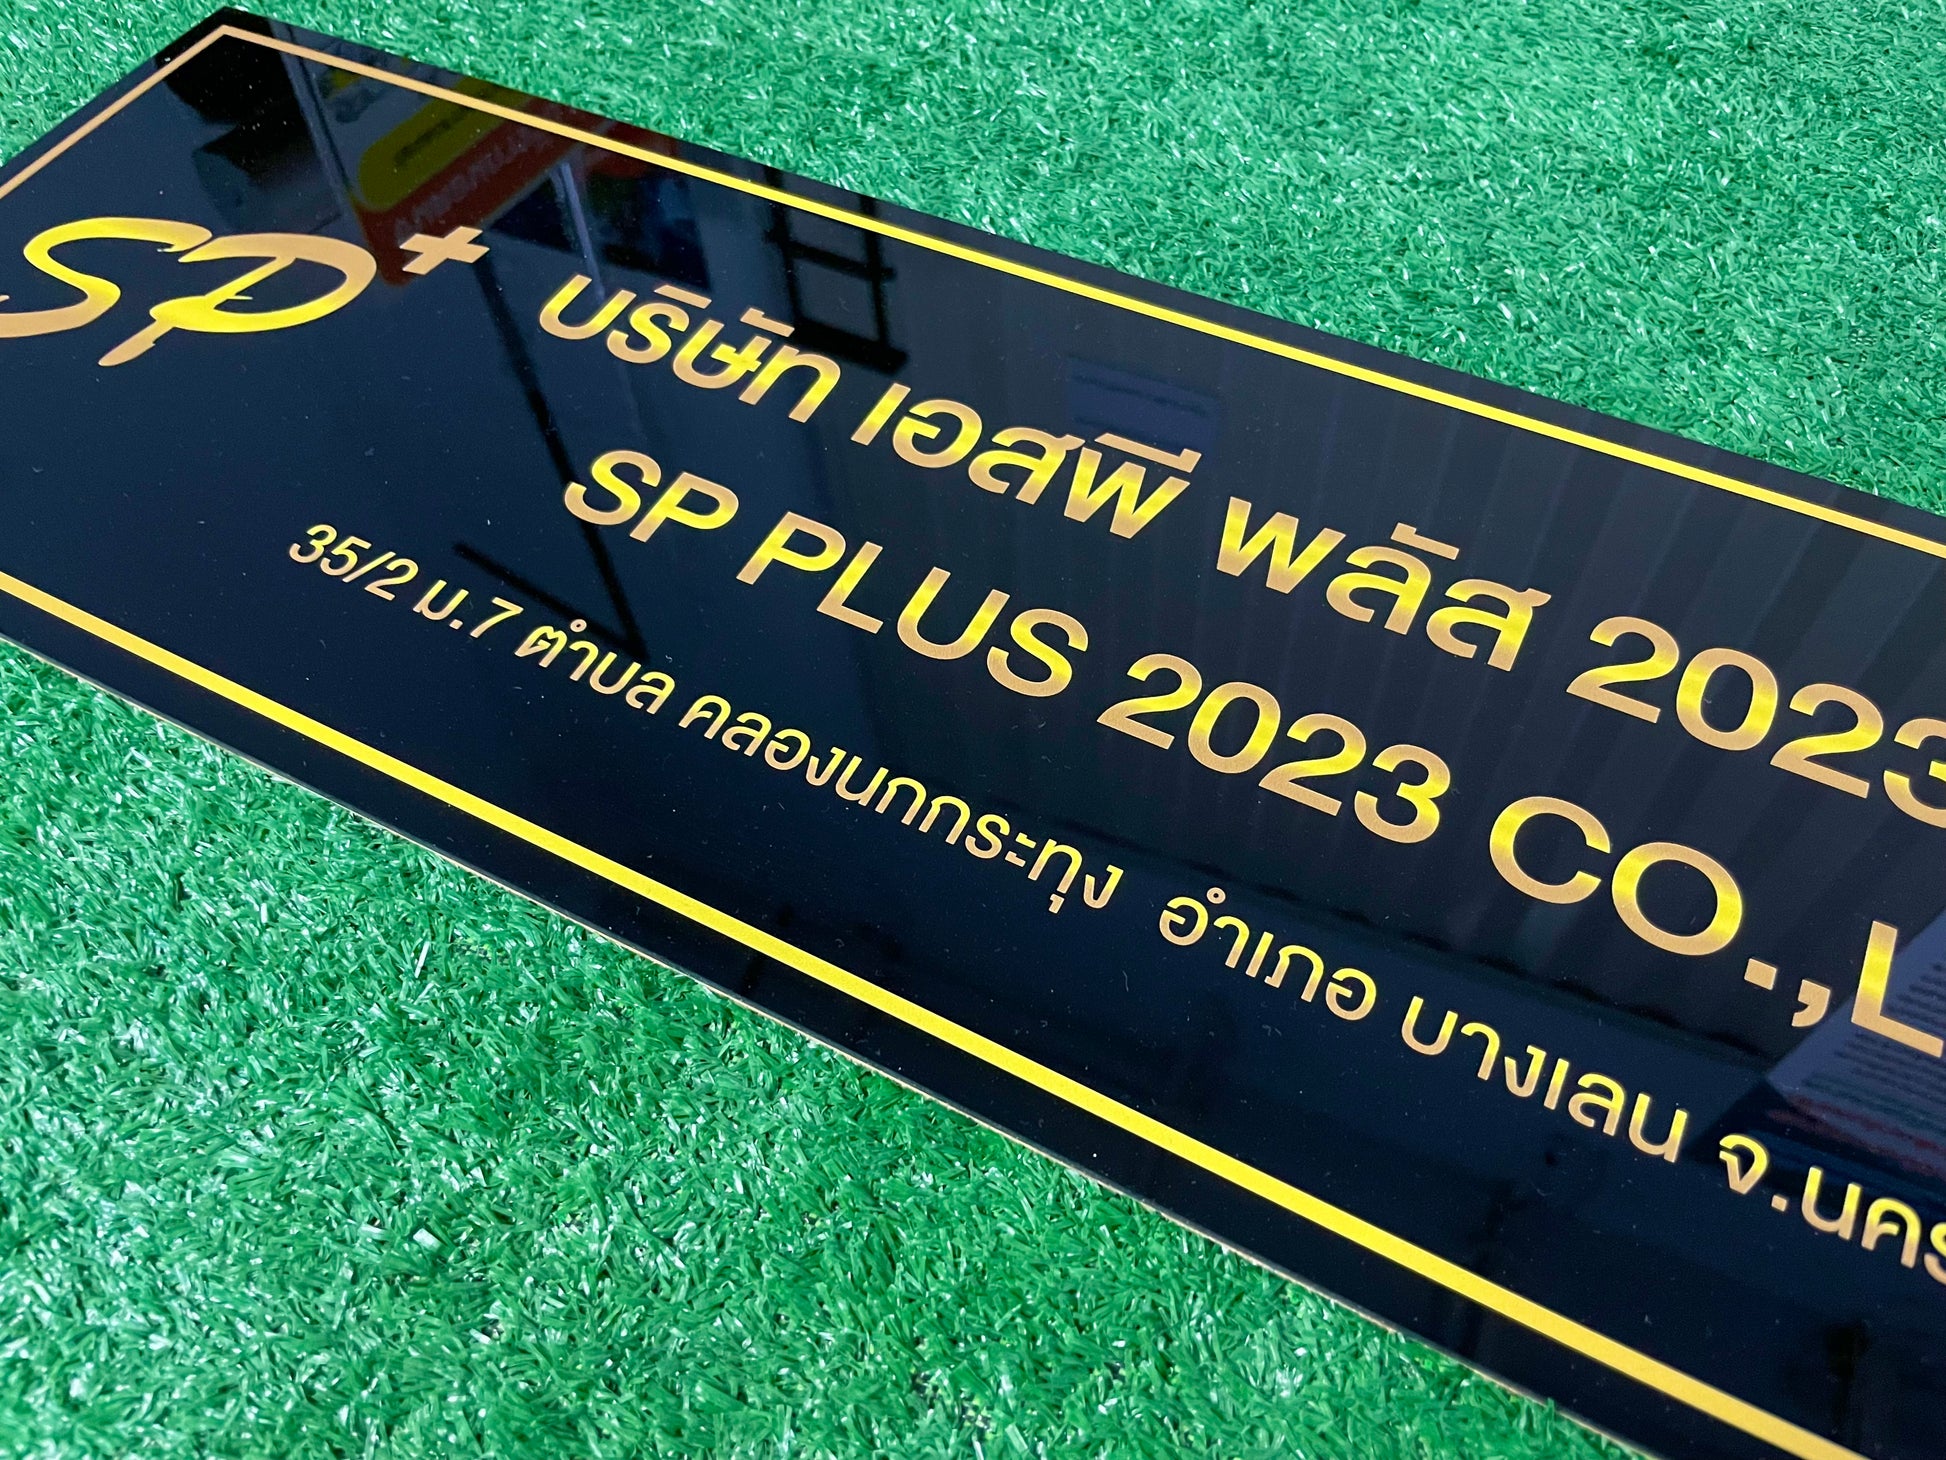 SP+
บริษัท เอสพี พลัส 2023
SP PLUS 2023 CO.,L
35/2 ม.7 ตำบล คลองนกกระทุง อำเภอ บางเลน จ.นคร